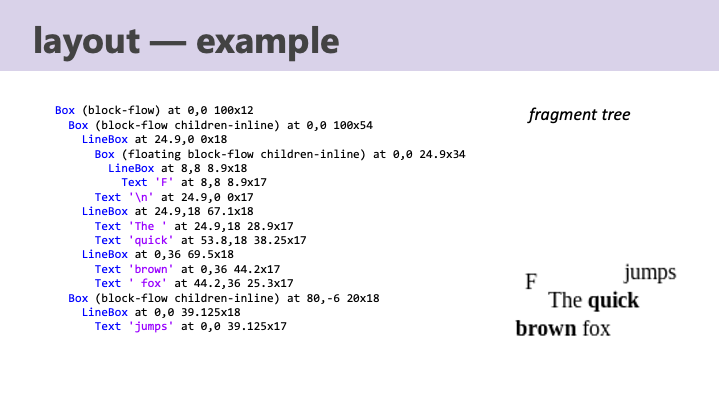 layout — example
Box (block-flow) at 0,0 100x12
Box (block-flow children-inline) at 0,0 100x54
LineBox at 24.9,0 0x18
Box (floating block-flow children-inline) at 0,0 24.9x34
LineBox at 8,8 8.9x18
Text 'F' at 8,8 8.9x17
Text '\n' at 24.9,0 0x17
LineBox at 24.9,18 67.1x18
Text 'The ' at 24.9,18 28.9x17
Text 'quick' at 53.8,18 38.25x17
LineBox at 0,36 69.5x18
Text 'brown' at 0,36 44.2x17
Text ' fox' at 44.2,36 25.3x17
Box (block-flow children-inline) at 80,-6 20x18
LineBox at 0,0 39.125x18
Text 'jumps' at 0,0 39.125x17
fragment tree
F jumps
The quick
brown fox